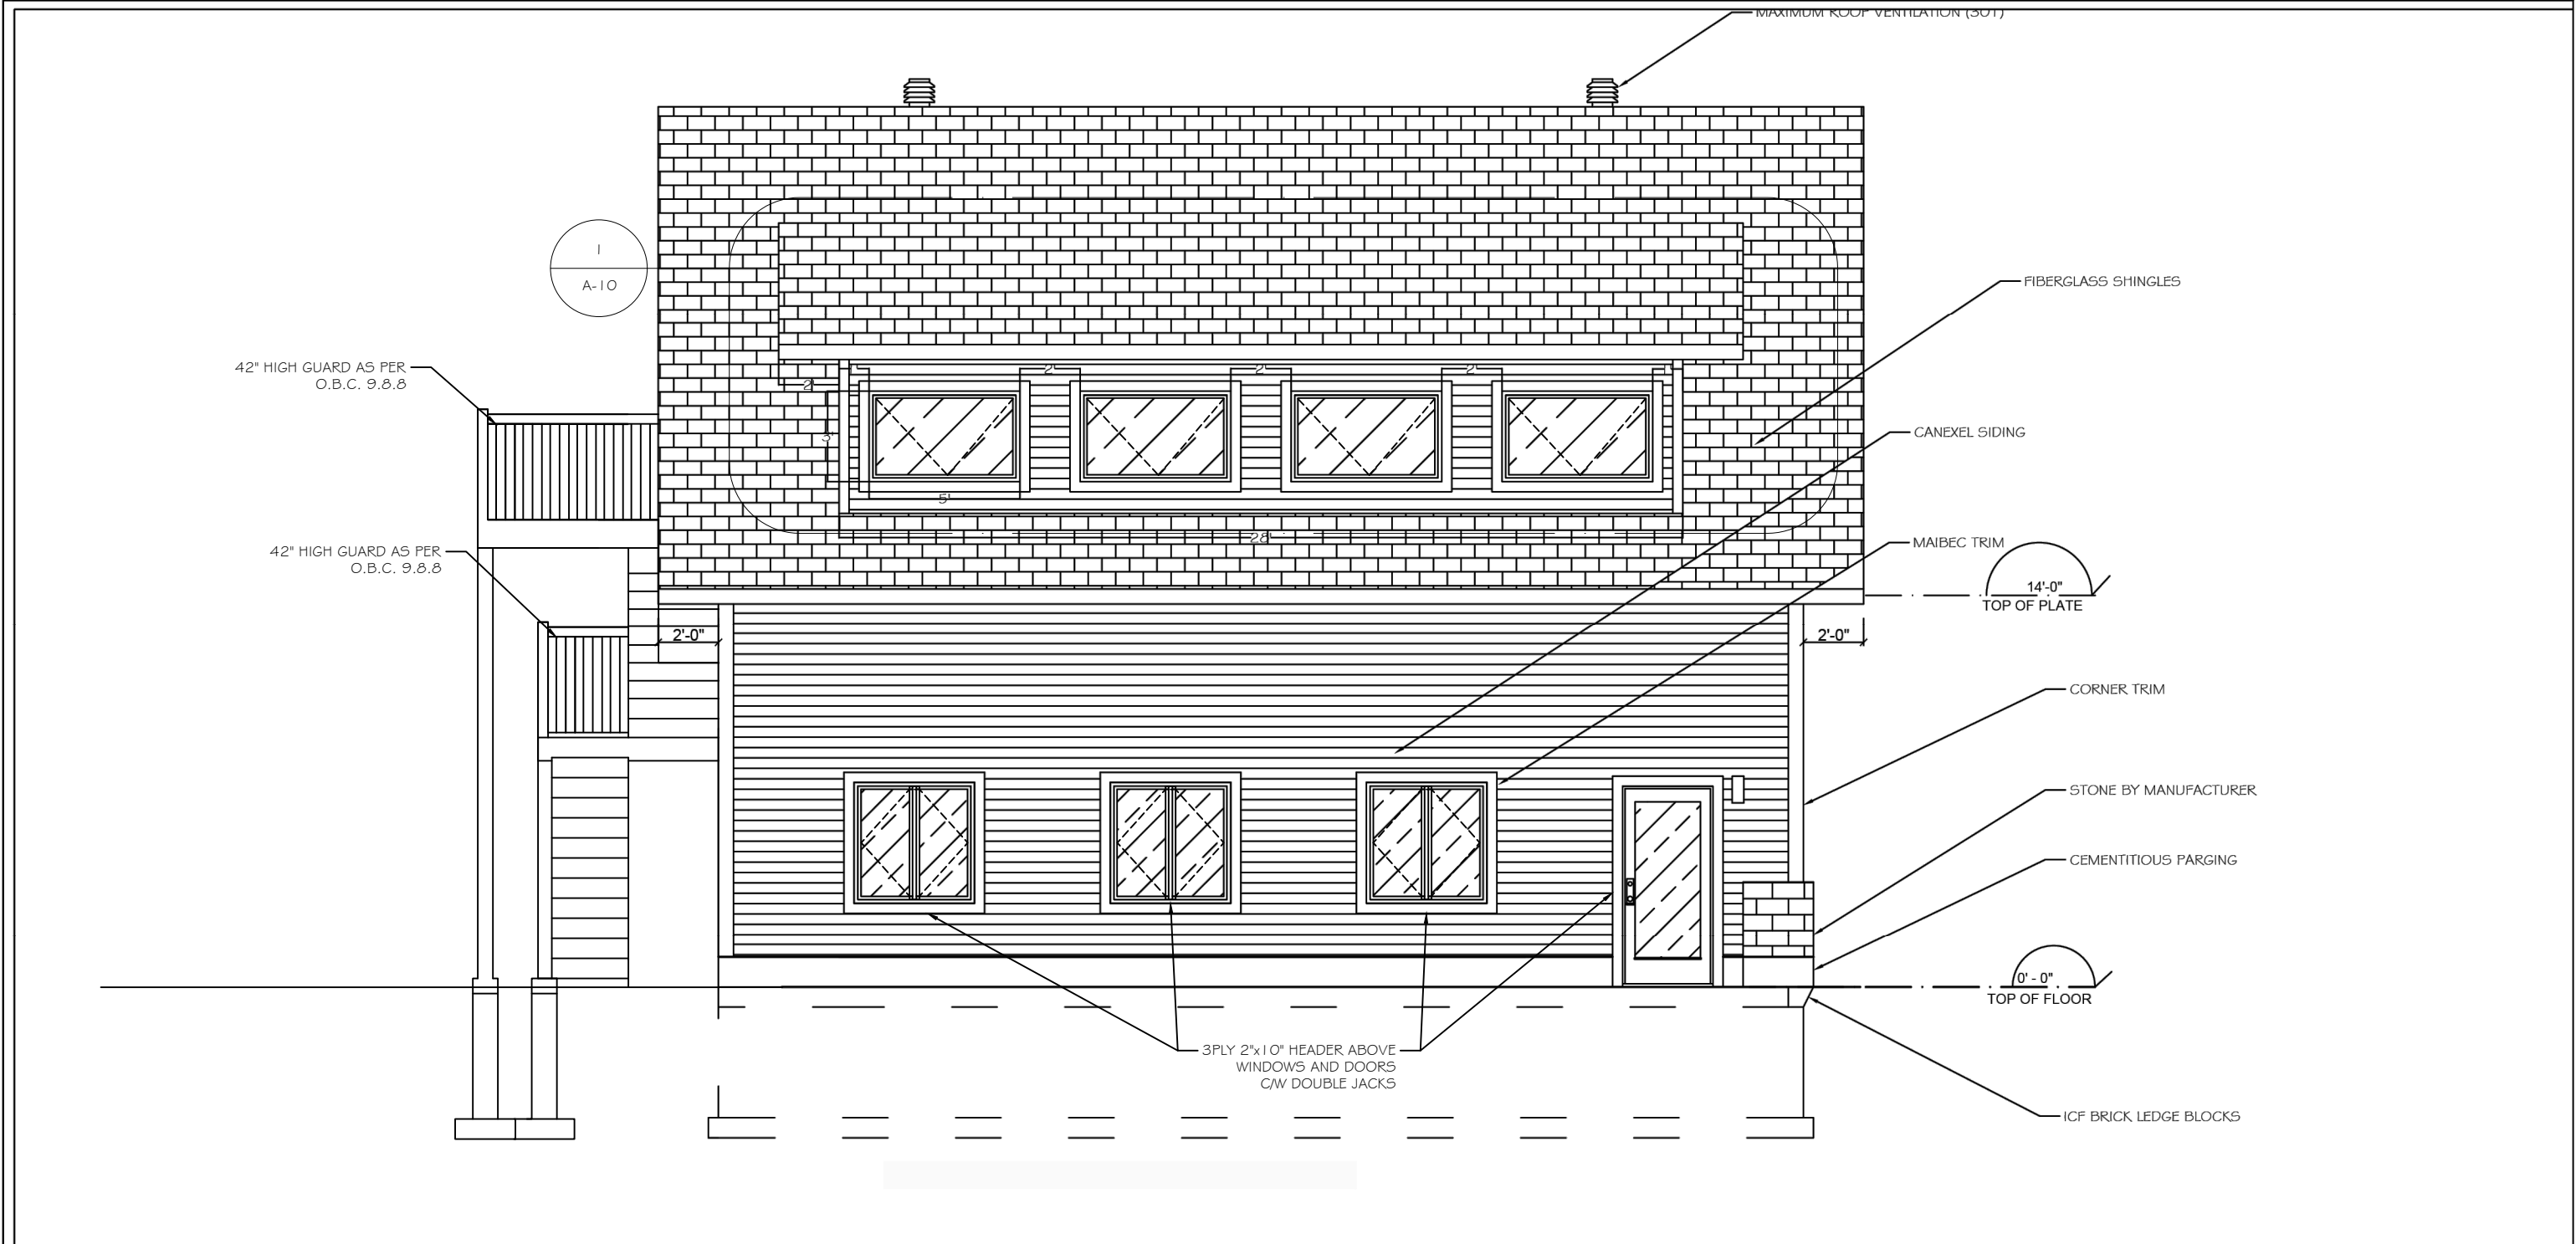 MAXIMUM ROOF VENTILATION (301)
1
A-10
FIBERGLASS SHINGLES
42" HIGH GUARD AS PER
O.B.C. 9.8.8
1'
2'
2'
2'
1'
2'
3'
5'
28'
CANEXEL SIDING
MAIBEC TRIM
42" HIGH GUARD AS PER
O.B.C. 9.8.8
14'-0"
TOP OF PLATE
2'-0"
2'-0"
CORNER TRIM
STONE BY MANUFACTURER
CEMENTITIOUS PARGING
0' - 0"
TOP OF FLOOR
3PLY 2"x10" HEADER ABOVE
WINDOWS AND DOORS
C/W DOUBLE JACKS
ICF BRICK LEDGE BLOCKS